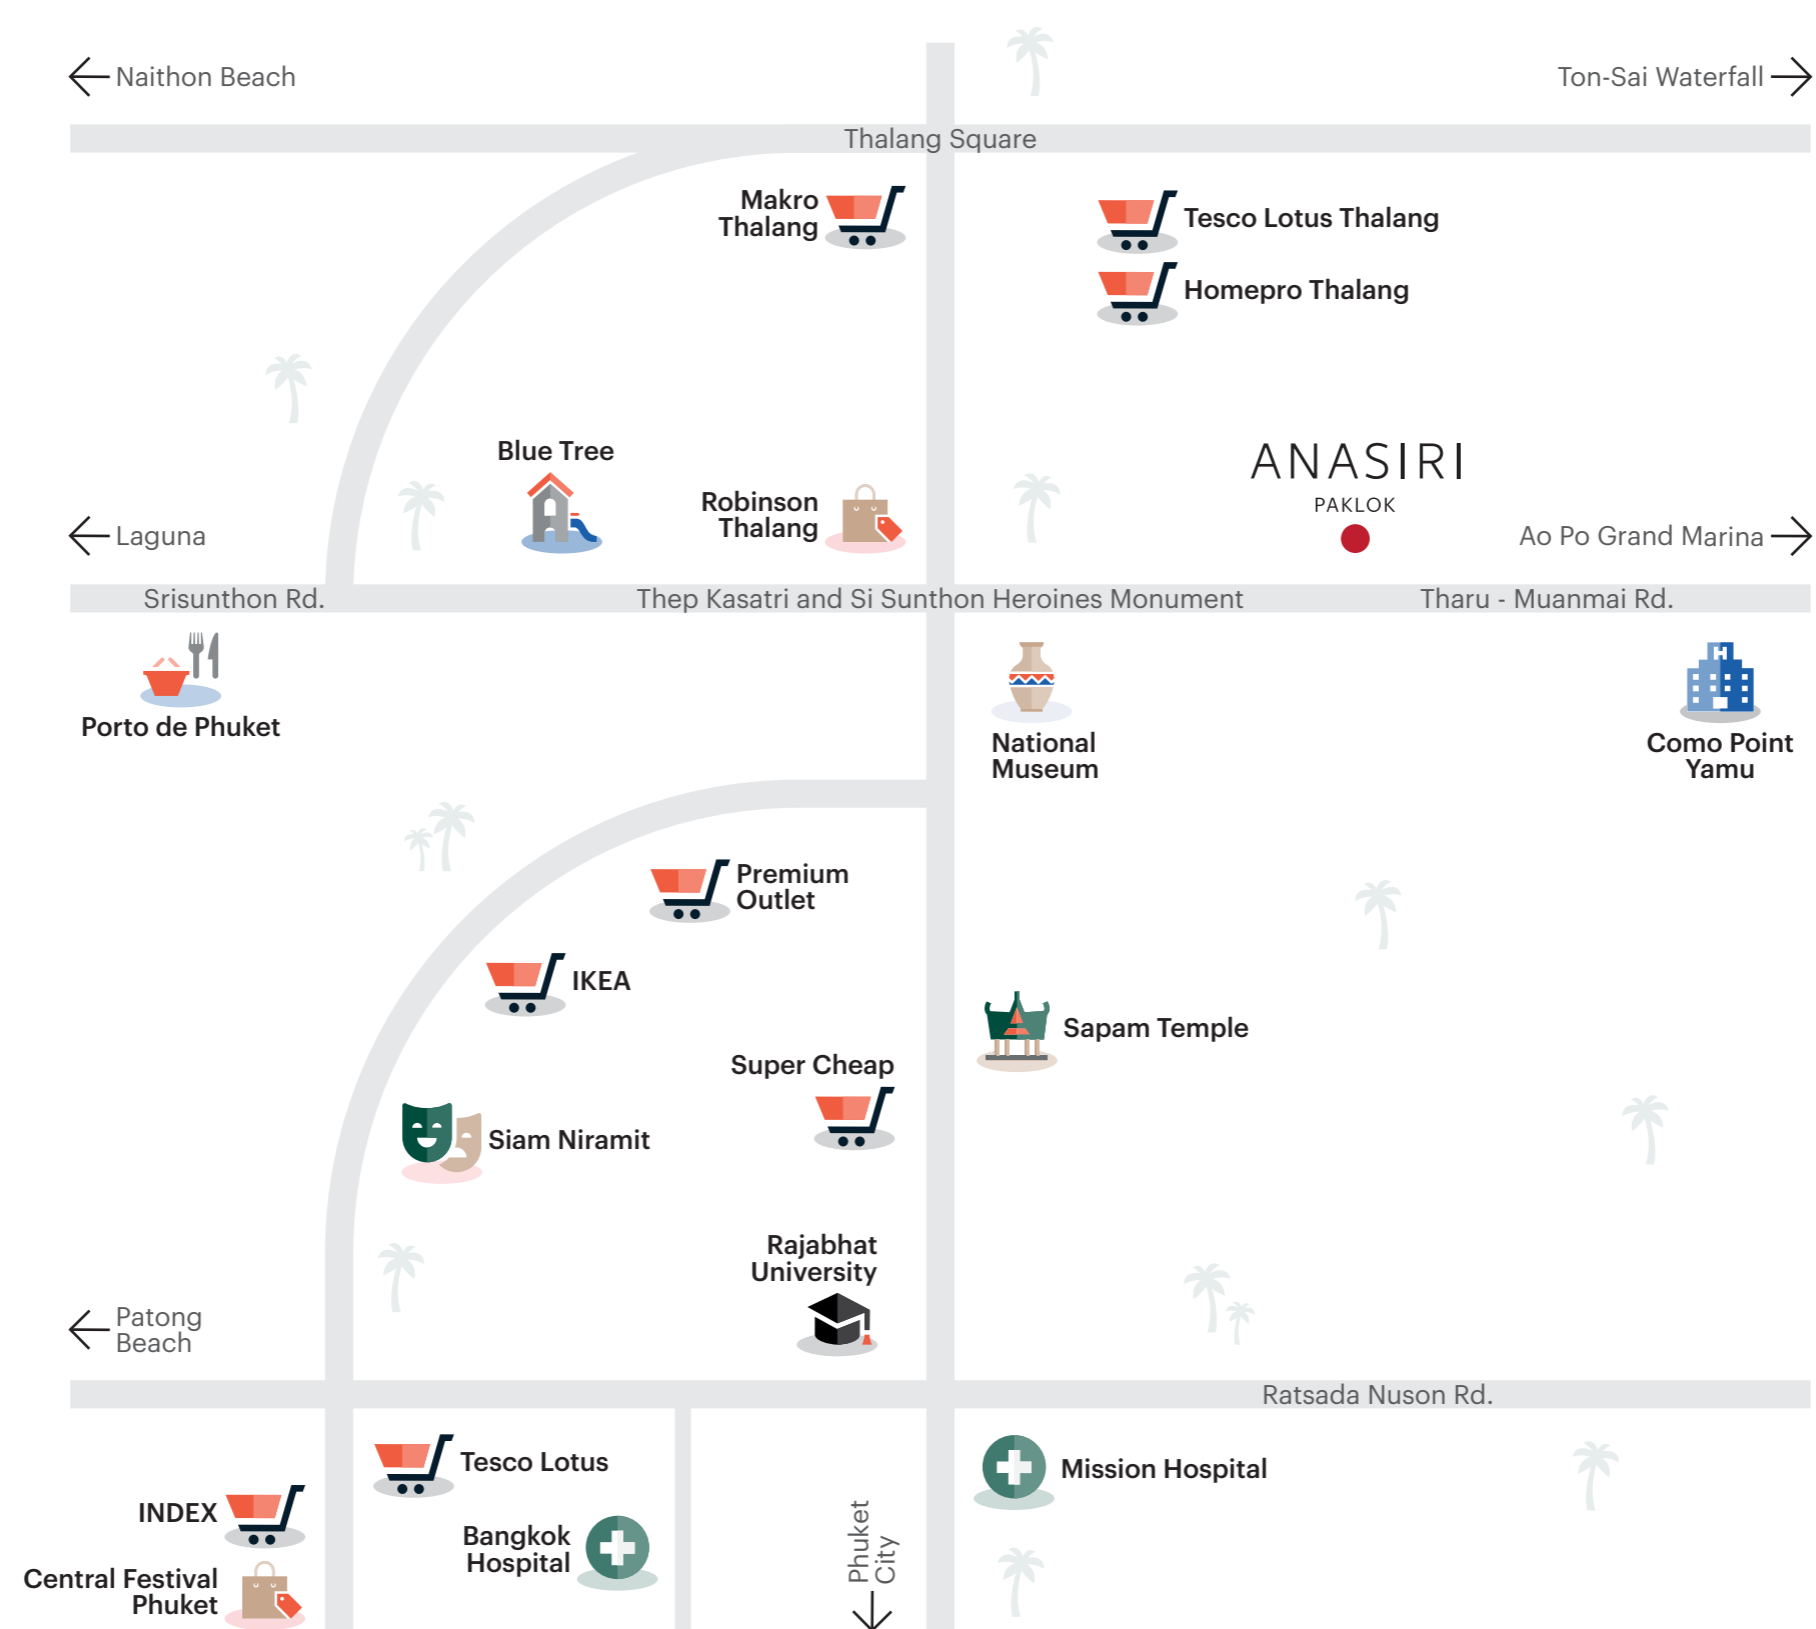 Naithon Beach
Ton-Sai Waterfall
Thalang Square
Makro
Thalang
Tesco Lotus Thalang
Homepro Thalang
Blue Tree
Robinson
Thalang
ANASIRI
PAKLOK
Laguna
Ao Po Grand Marina
Srisunthon Rd.
Thep Kasatri and Si Sunthon Heroines Monument
Tharu - Muanmai Rd.
Porto de Phuket
National
Museum
Como Point
Yamu
Premium
Outlet
IKEA
Sapam Temple
Super Cheap
Siam Niramit
Rajabhat
University
Patong
Beach
Ratsada Nuson Rd.
Tesco Lotus
Mission Hospital
INDEX
Bangkok
Hospital
Phuket
City
Central Festival
Phuket